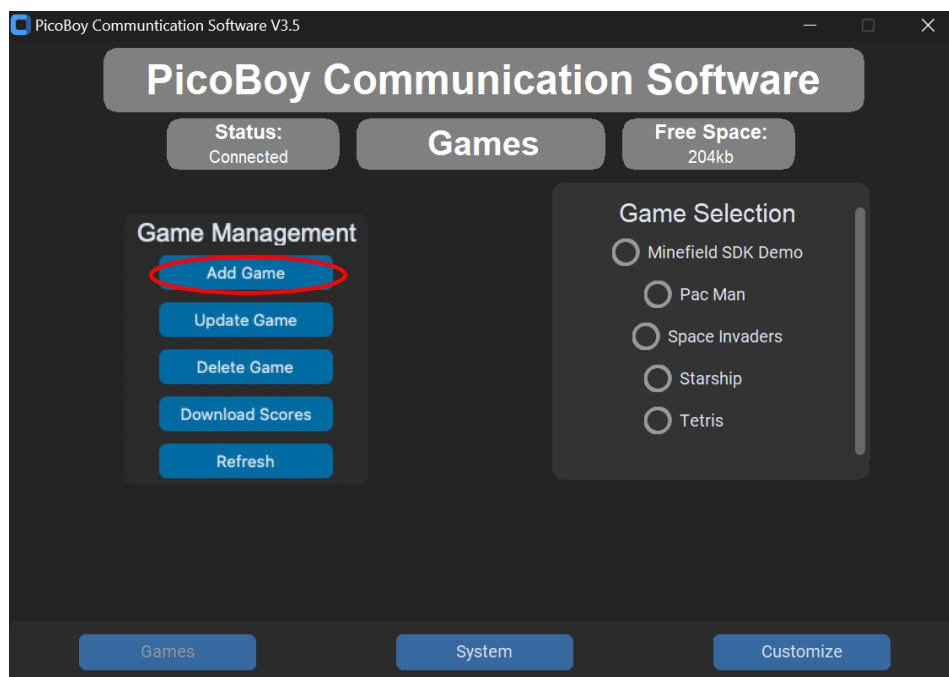 PicoBoy Communtication Software V3.5
PicoBoy Communication Software
Status:
Connected
Games
Free Space:
204kb
Game Management
Add Game
Update Game
Delete Game
Download Scores
Refresh
Game Selection
Minefield SDK Demo
Pac Man
Space Invaders
Starship
Tetris
Games
System
Customize